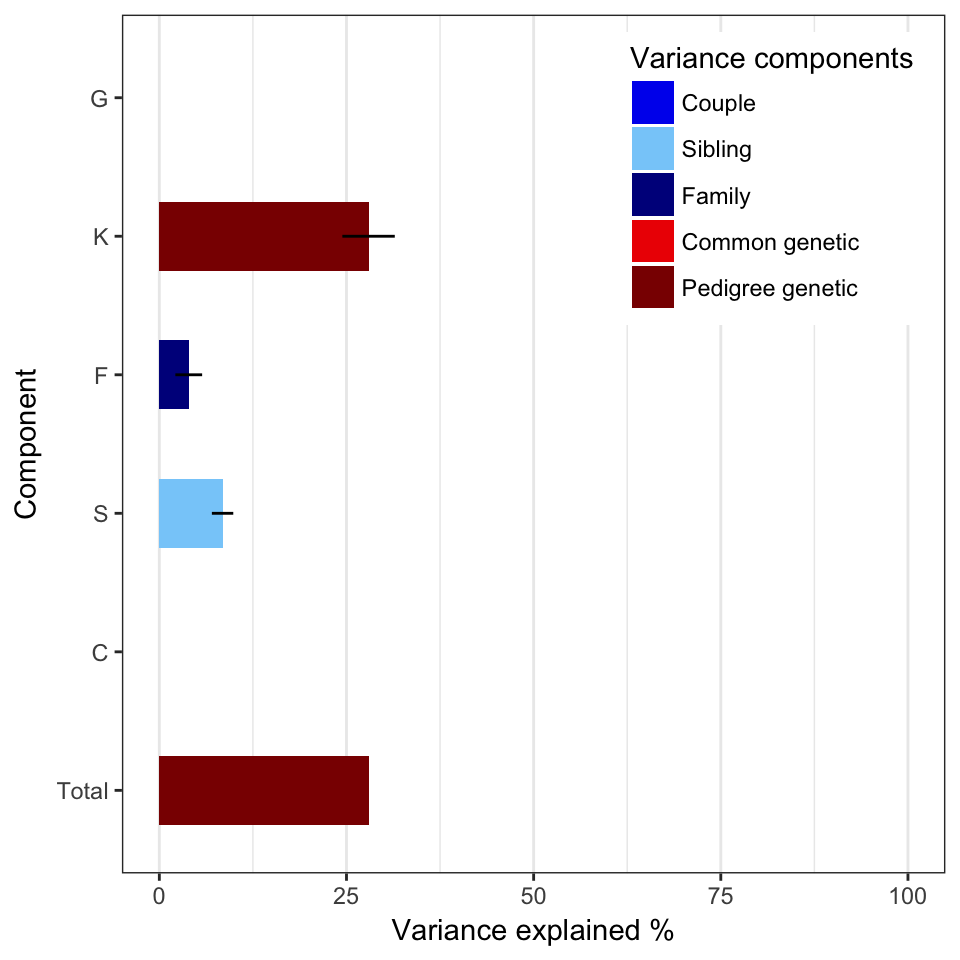 Variance components
Couple
Sibling
Family
Common genetic
Pedigree genetic
Component
G
K
F
S
C
Total
0 25 50 75 100
Variance explained %